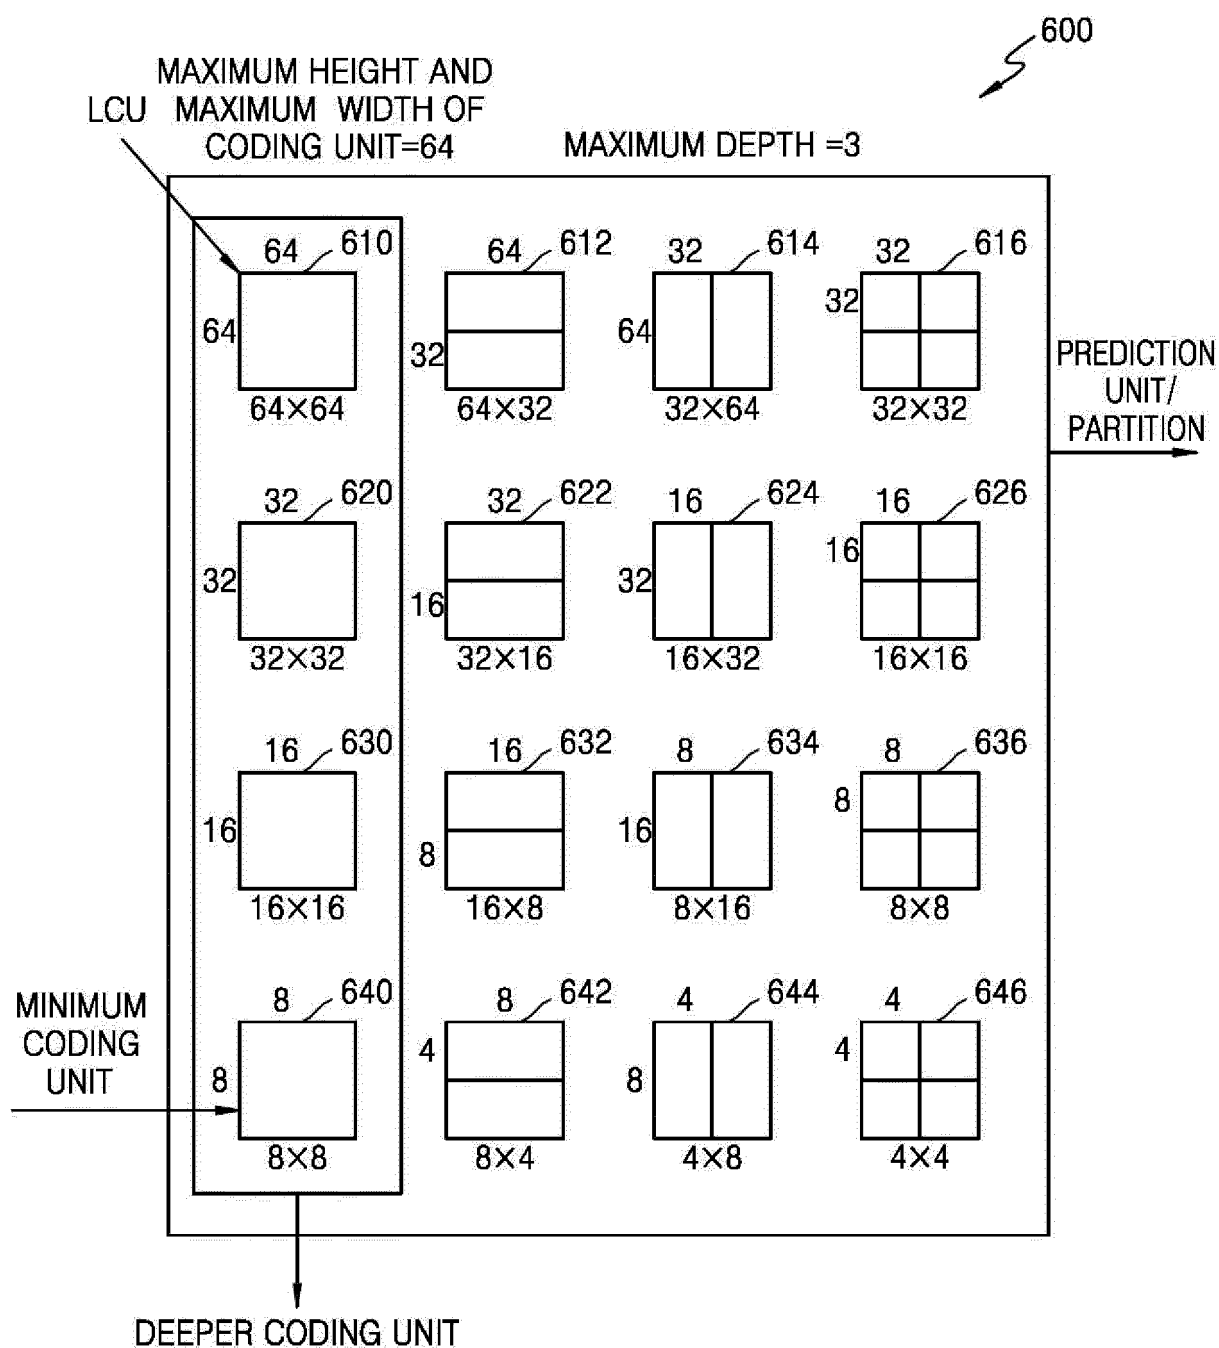 600
MAXIMUM HEIGHT AND
LCU MAXIMUM WIDTH OF
CODING UNIT=64
MAXIMUM DEPTH =3
64 610 64 612 32 614 32 616
64 32 64 32
64×64 64×32 32×64 32×32
PREDICTION
UNIT/
PARTITION
32 620 32 622 16 624 16 626
32 16 32 16
32×32 32×16 16×32 16×16
16 630 16 632 8 634 8 636
16 8 16 8
16×16 16×8 8×16 8×8
MINIMUM
CODING
UNIT
8 640 8 642 4 644 4 646
8 4 8 4
8×8 8×4 4×8 4×4
DEEPER CODING UNIT